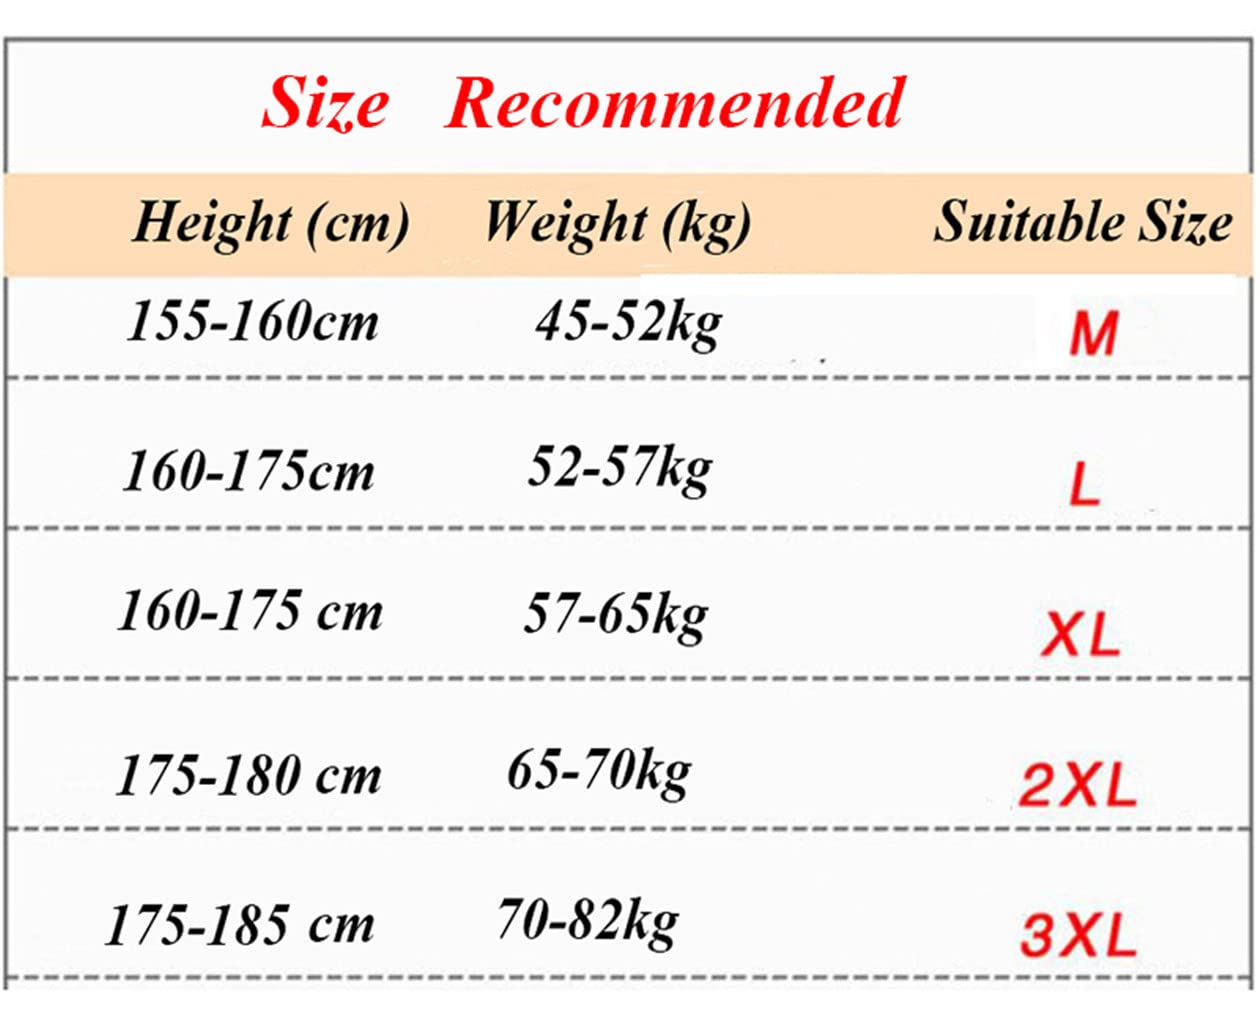 Size Recommended
Height (cm) Weight (kg) Suitable Size
155-160cm 45-52kg M
160-175cm 52-57kg L
160-175 cm 57-65kg XL
175-180 cm 65-70kg 2XL
175-185 cm 70-82kg 3XL